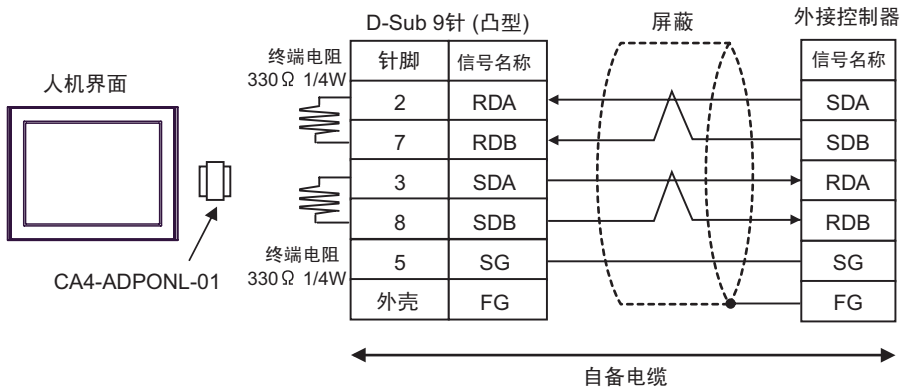 D-Sub 9针 (凸型)
屏蔽
外接控制器
终端电阻
330Ω 1/4W
人机界面
CA4-ADPONL-01
终端电阻
330Ω 1/4W
针脚 信号名称
2 RDA
7 RDB
3 SDA
8 SDB
5 SG
外壳 FG
信号名称
SDA
SDB
RDA
RDB
SG
FG
自备电缆